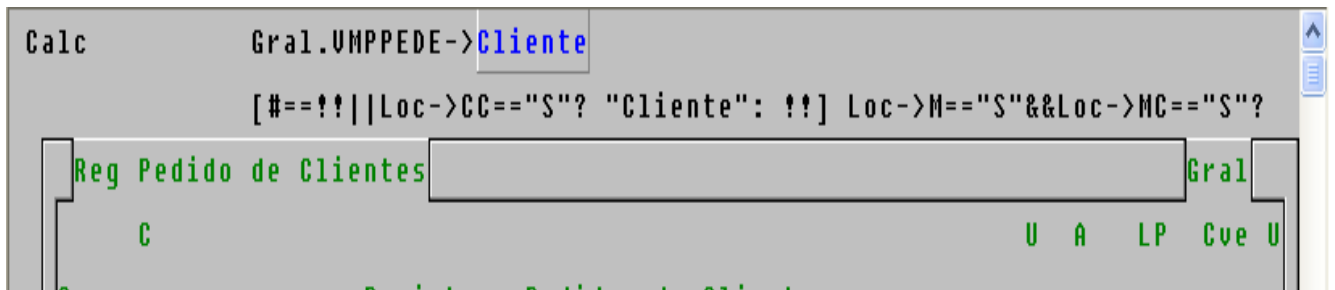 Calc Gral.VMPPEDE->Cliente
[#==!!||Loc->CC=="S"? "Cliente": !!] Loc->M=="S"&&Loc->MC=="S"?
Reg Pedido de Clientes Gral
C U A LP Cve U